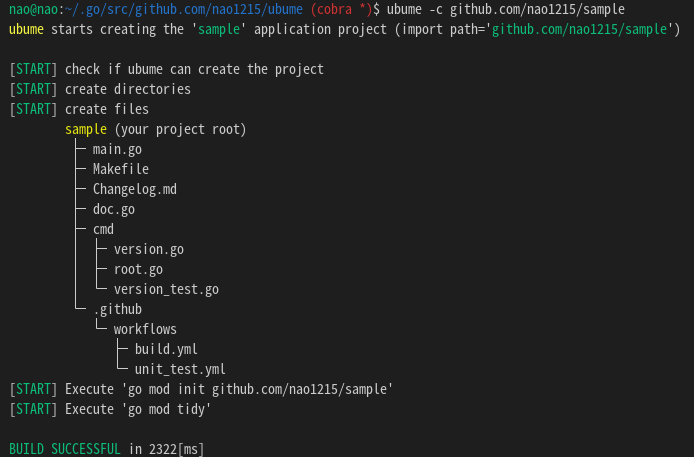 nao@nao:~/.go/src/github.com/nao1215/ubume (cobra *)$ ubume -c github.com/nao1215/sample
ubume starts creating the 'sample' application project (import path='github.com/nao1215/sample')
[START] check if ubume can create the project
[START] create directories
[START] create files
sample (your project root)
├─ main.go
├─ Makefile
├─ Changelog.md
├─ doc.go
├─ cmd
│ ├─ version.go
│ ├─ root.go
│ └─ version_test.go
└─ .github
└─ workflows
├─ build.yml
└─ unit_test.yml
[START] Execute 'go mod init github.com/nao1215/sample'
[START] Execute 'go mod tidy'
BUILD SUCCESSFUL in 2322[ms]